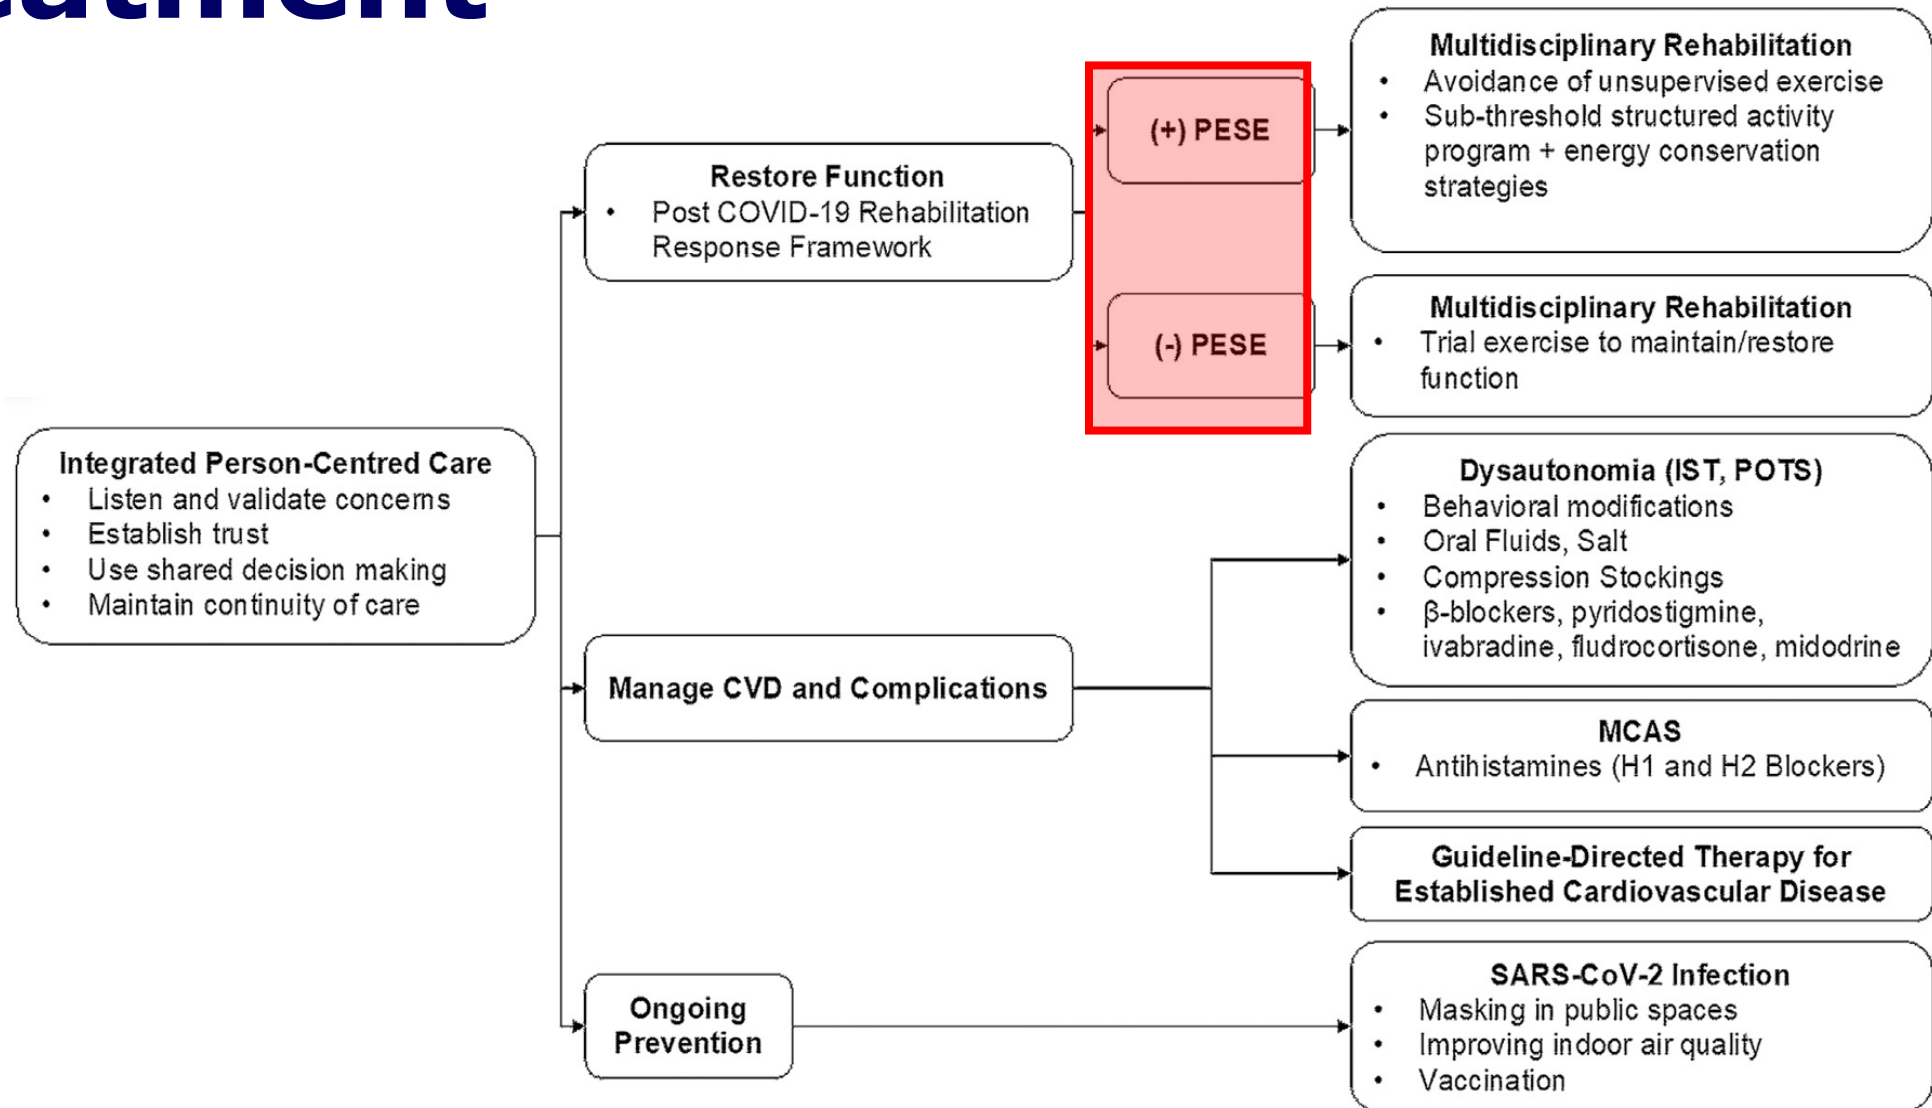 Integrated Person-Centred Care
• Listen and validate concerns
• Establish trust
• Use shared decision making
• Maintain continuity of care
Restore Function
• Post COVID-19 Rehabilitation
Response Framework
(+) PESE
(-) PESE
Multidisciplinary Rehabilitation
• Avoidance of unsupervised exercise
• Sub-threshold structured activity
program + energy conservation
strategies
Multidisciplinary Rehabilitation
• Trial exercise to maintain/restore
function
Manage CVD and Complications
Dysautonomia (IST, POTS)
• Behavioral modifications
• Oral Fluids, Salt
• Compression Stockings
• β-blockers, pyridostigmine,
ivabradine, fludrocortisone, midodrine
MCAS
• Antihistamines (H1 and H2 Blockers)
Guideline-Directed Therapy for
Established Cardiovascular Disease
Ongoing
Prevention
SARS-CoV-2 Infection
• Masking in public spaces
• Improving indoor air quality
• Vaccination